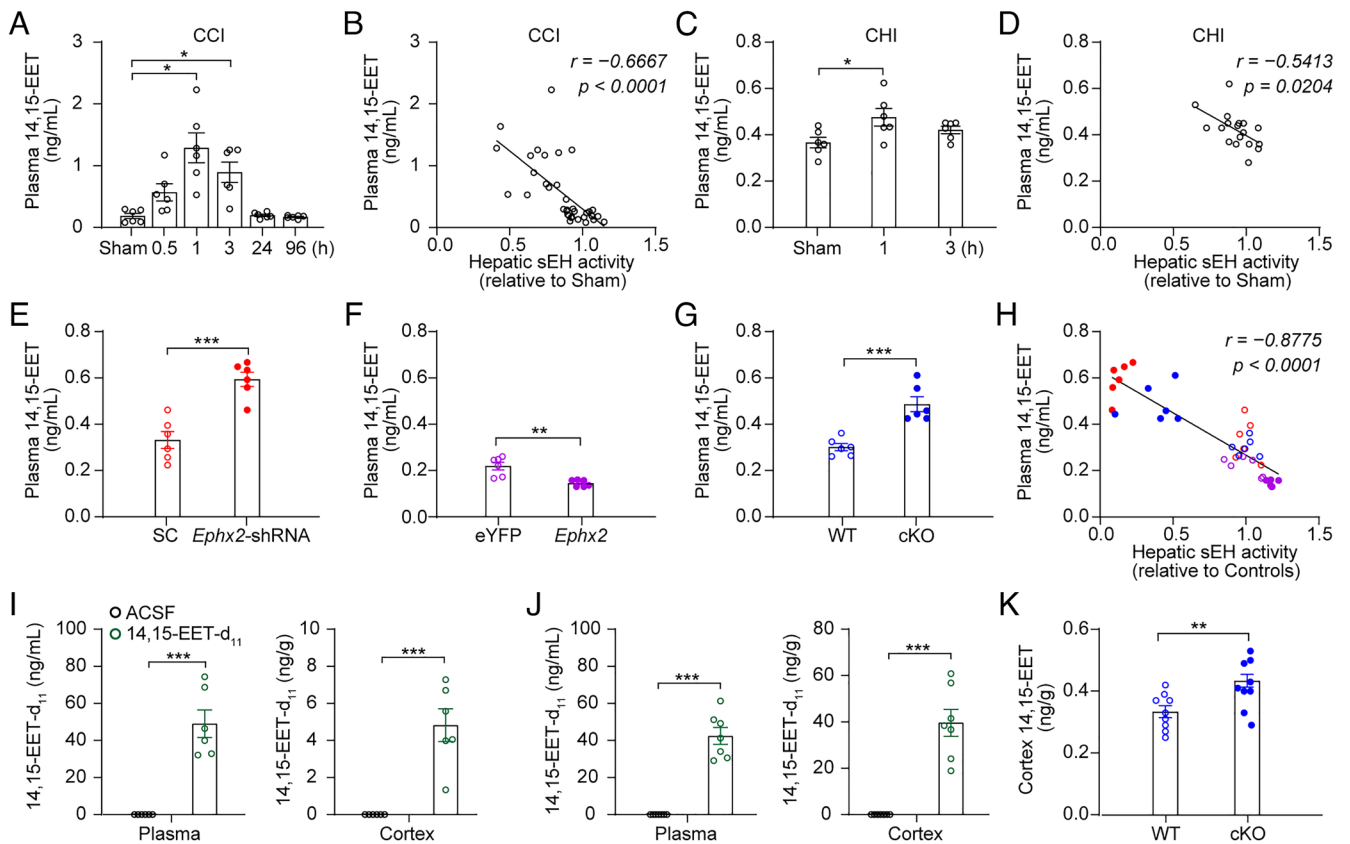 A
CCI
Plasma 14,15-EET
(ng/mL)
3
2
1
0
*
*
Sham 0.5 1 3 24 96 (h)
B
CCI
r = −0.6667
p < 0.0001
Plasma 14,15-EET
(ng/mL)
3
2
1
0
0.0 0.5 1.0 1.5
Hepatic sEH activity
(relative to Sham)
C
CHI
Plasma 14,15-EET
(ng/mL)
0.8
0.6
0.4
0.2
0
*
Sham 1 3 (h)
D
CHI
r = −0.5413
p = 0.0204
Plasma 14,15-EET
(ng/mL)
0.8
0.6
0.4
0.2
0
0.0 0.5 1.0 1.5
Hepatic sEH activity
(relative to Sham)
E
Plasma 14,15-EET
(ng/mL)
0.8
0.6
0.4
0.2
0.0
***
SC Ephx2-shRNA
F
Plasma 14,15-EET
(ng/mL)
0.8
0.6
0.4
0.2
0.0
**
eYFP Ephx2
G
Plasma 14,15-EET
(ng/mL)
0.8
0.6
0.4
0.2
0.0
***
WT cKO
H
r = −0.8775
p < 0.0001
Plasma 14,15-EET
(ng/mL)
0.8
0.6
0.4
0.2
0.0
0.0 0.5 1.0 1.5
Hepatic sEH activity
(relative to Controls)
I
ACSF
14,15-EET-d11
14,15-EET-d11 (ng/mL)
100
80
60
40
20
0
***
Plasma
14,15-EET-d11 (ng/g)
10
8
6
4
2
0
***
Cortex
J
14,15-EET-d11 (ng/mL)
100
80
60
40
20
0
***
Plasma
14,15-EET-d11 (ng/g)
80
60
40
20
0
***
Cortex
K
Cortex 14,15-EET
(ng/g)
0.6
0.4
0.2
0.0
**
WT cKO